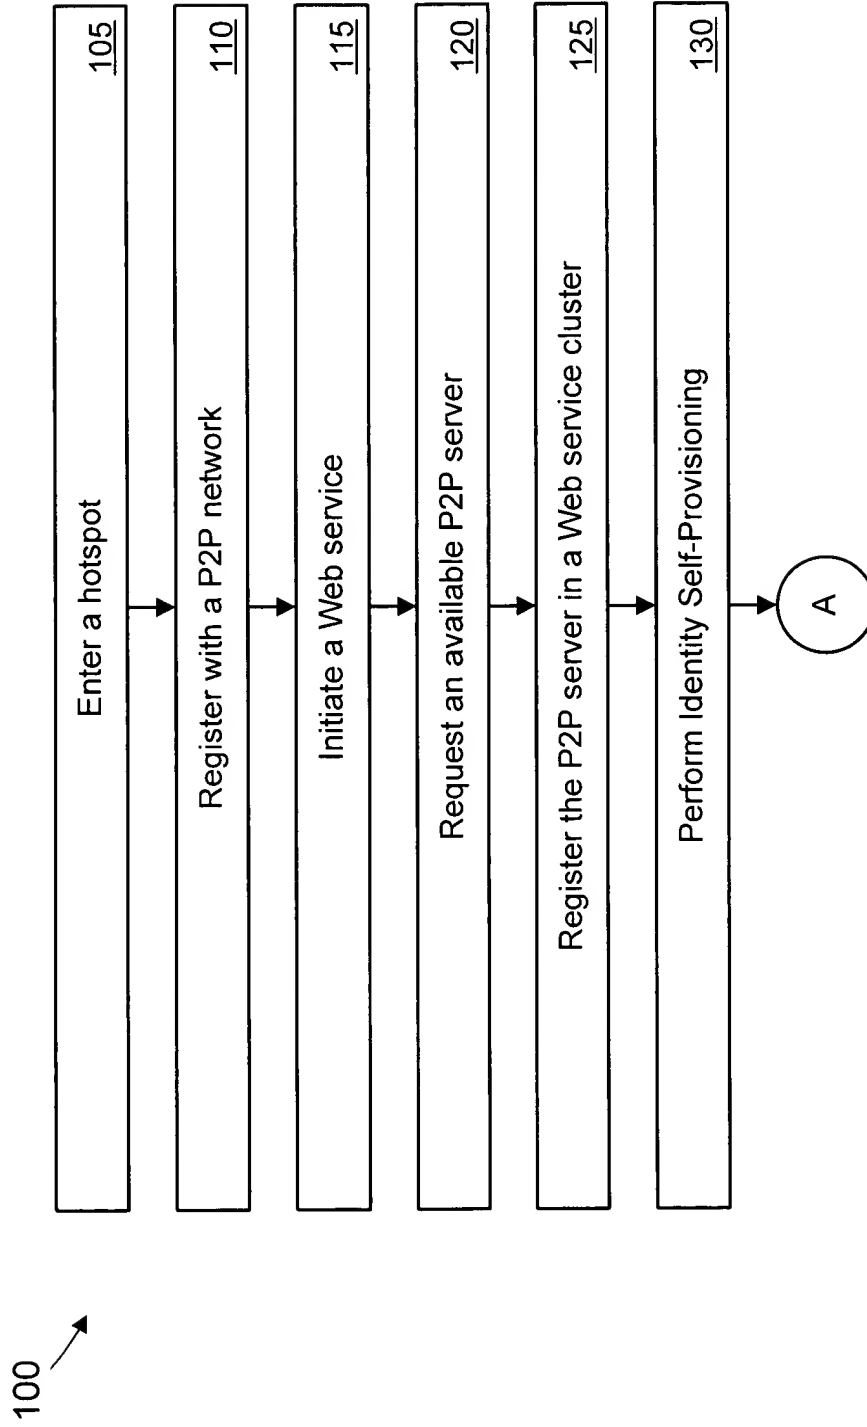 100
Enter a hotspot
105
Register with a P2P network
110
Initiate a Web service
115
Request an available P2P server
120
Register the P2P server in a Web service cluster
125
Perform Identity Self-Provisioning
130
A